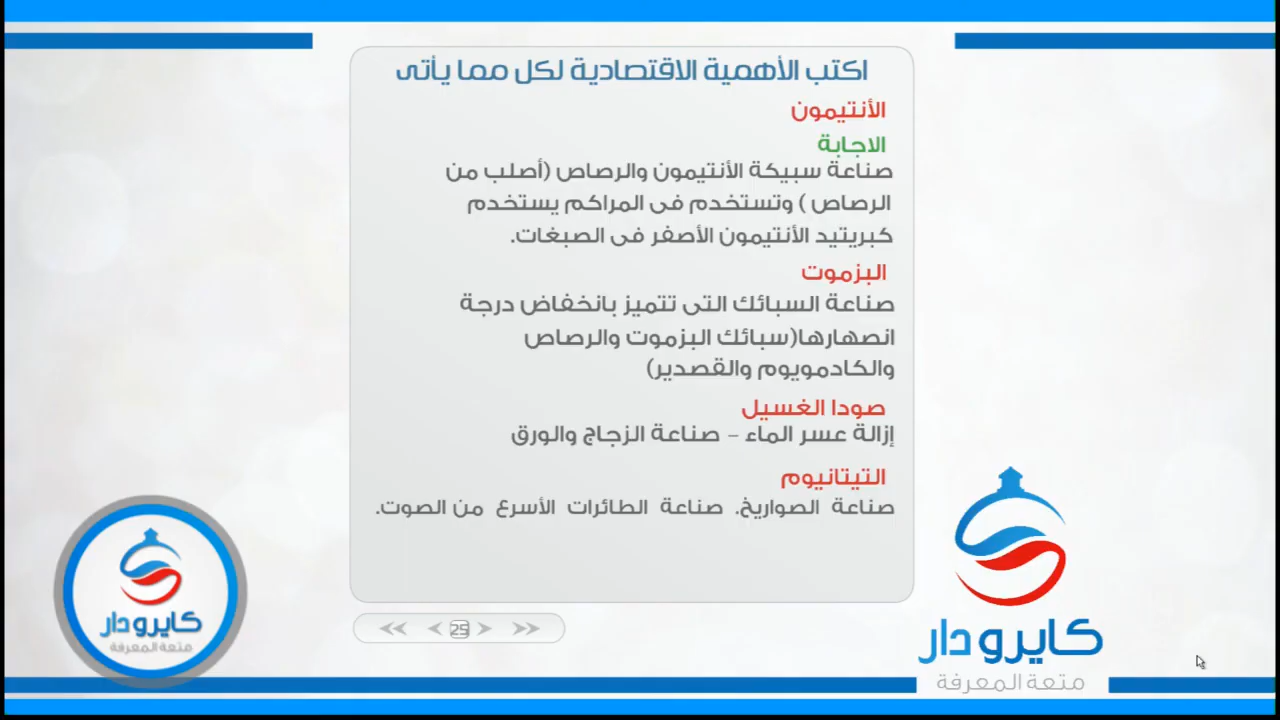 اكتب الأهمية الاقتصادية لكل مما يأتى
الأنتيمون
الاجابة
صناعة سبيكة الأنتيمون والرصاص (أصلب من
الرصاص ) وتستخدم فى المراكم يستخدم
كبريتيد الأنتيمون الأصفر فى الصبغات.
البزموت
صناعة السبائك التى تتميز بانخفاض درجة
انصهارها(سبائك البزموت والرصاص
والكادمويوم والقصدير)
صودا الغسيل
إزالة عسر الماء – صناعة الزجاج والورق
التيتانيوم
صناعة الصواريخ. صناعة الطائرات الأسرع من الصوت.
25
كايرو دار
متعة المعرفة
كايرو دار
متعة المعرفة